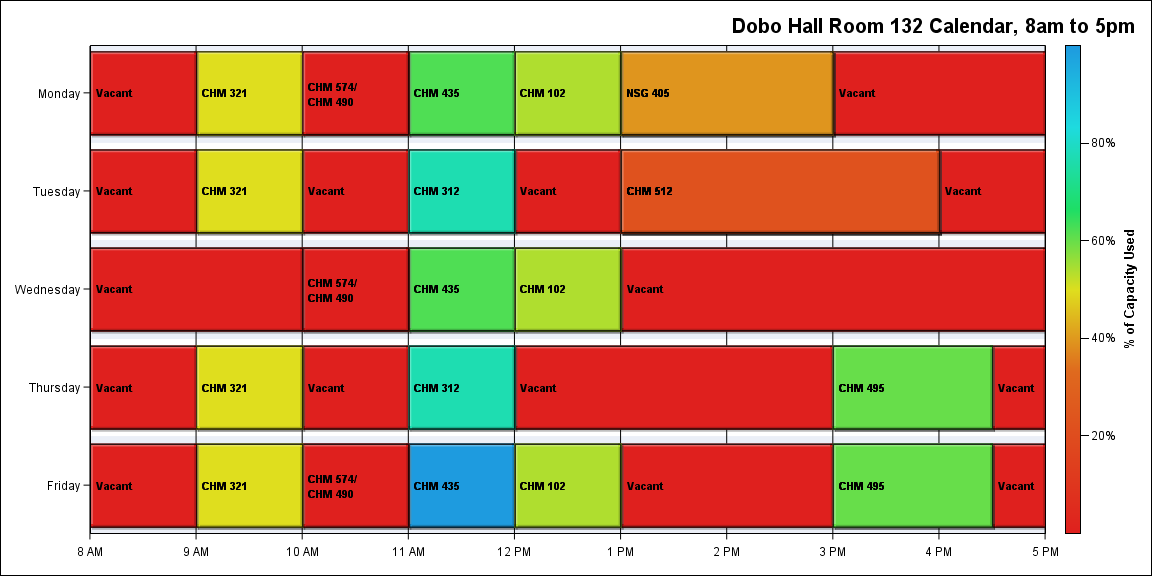 Dobo Hall Room 132 Calendar, 8am to 5pm
Monday
Vacant
CHM 321
CHM 574/
CHM 490
CHM 435
CHM 102
NSG 405
Vacant
Tuesday
Vacant
CHM 321
Vacant
CHM 312
Vacant
CHM 512
Vacant
Wednesday
Vacant
CHM 574/
CHM 490
CHM 435
CHM 102
Vacant
Thursday
Vacant
CHM 321
Vacant
CHM 312
Vacant
CHM 495
Vacant
Friday
Vacant
CHM 321
CHM 574/
CHM 490
CHM 435
CHM 102
Vacant
CHM 495
Vacant
8 AM
9 AM
10 AM
11 AM
12 PM
1 PM
2 PM
3 PM
4 PM
5 PM
80%
60%
40%
20%
% of Capacity Used